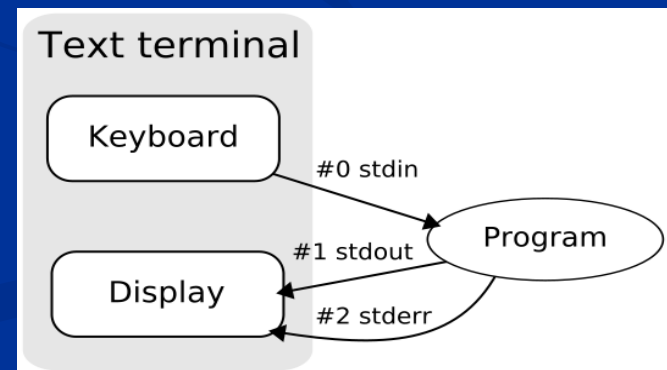 Text terminal
Keyboard
#0 stdin
Program
#1 stdout
Display
#2 stderr